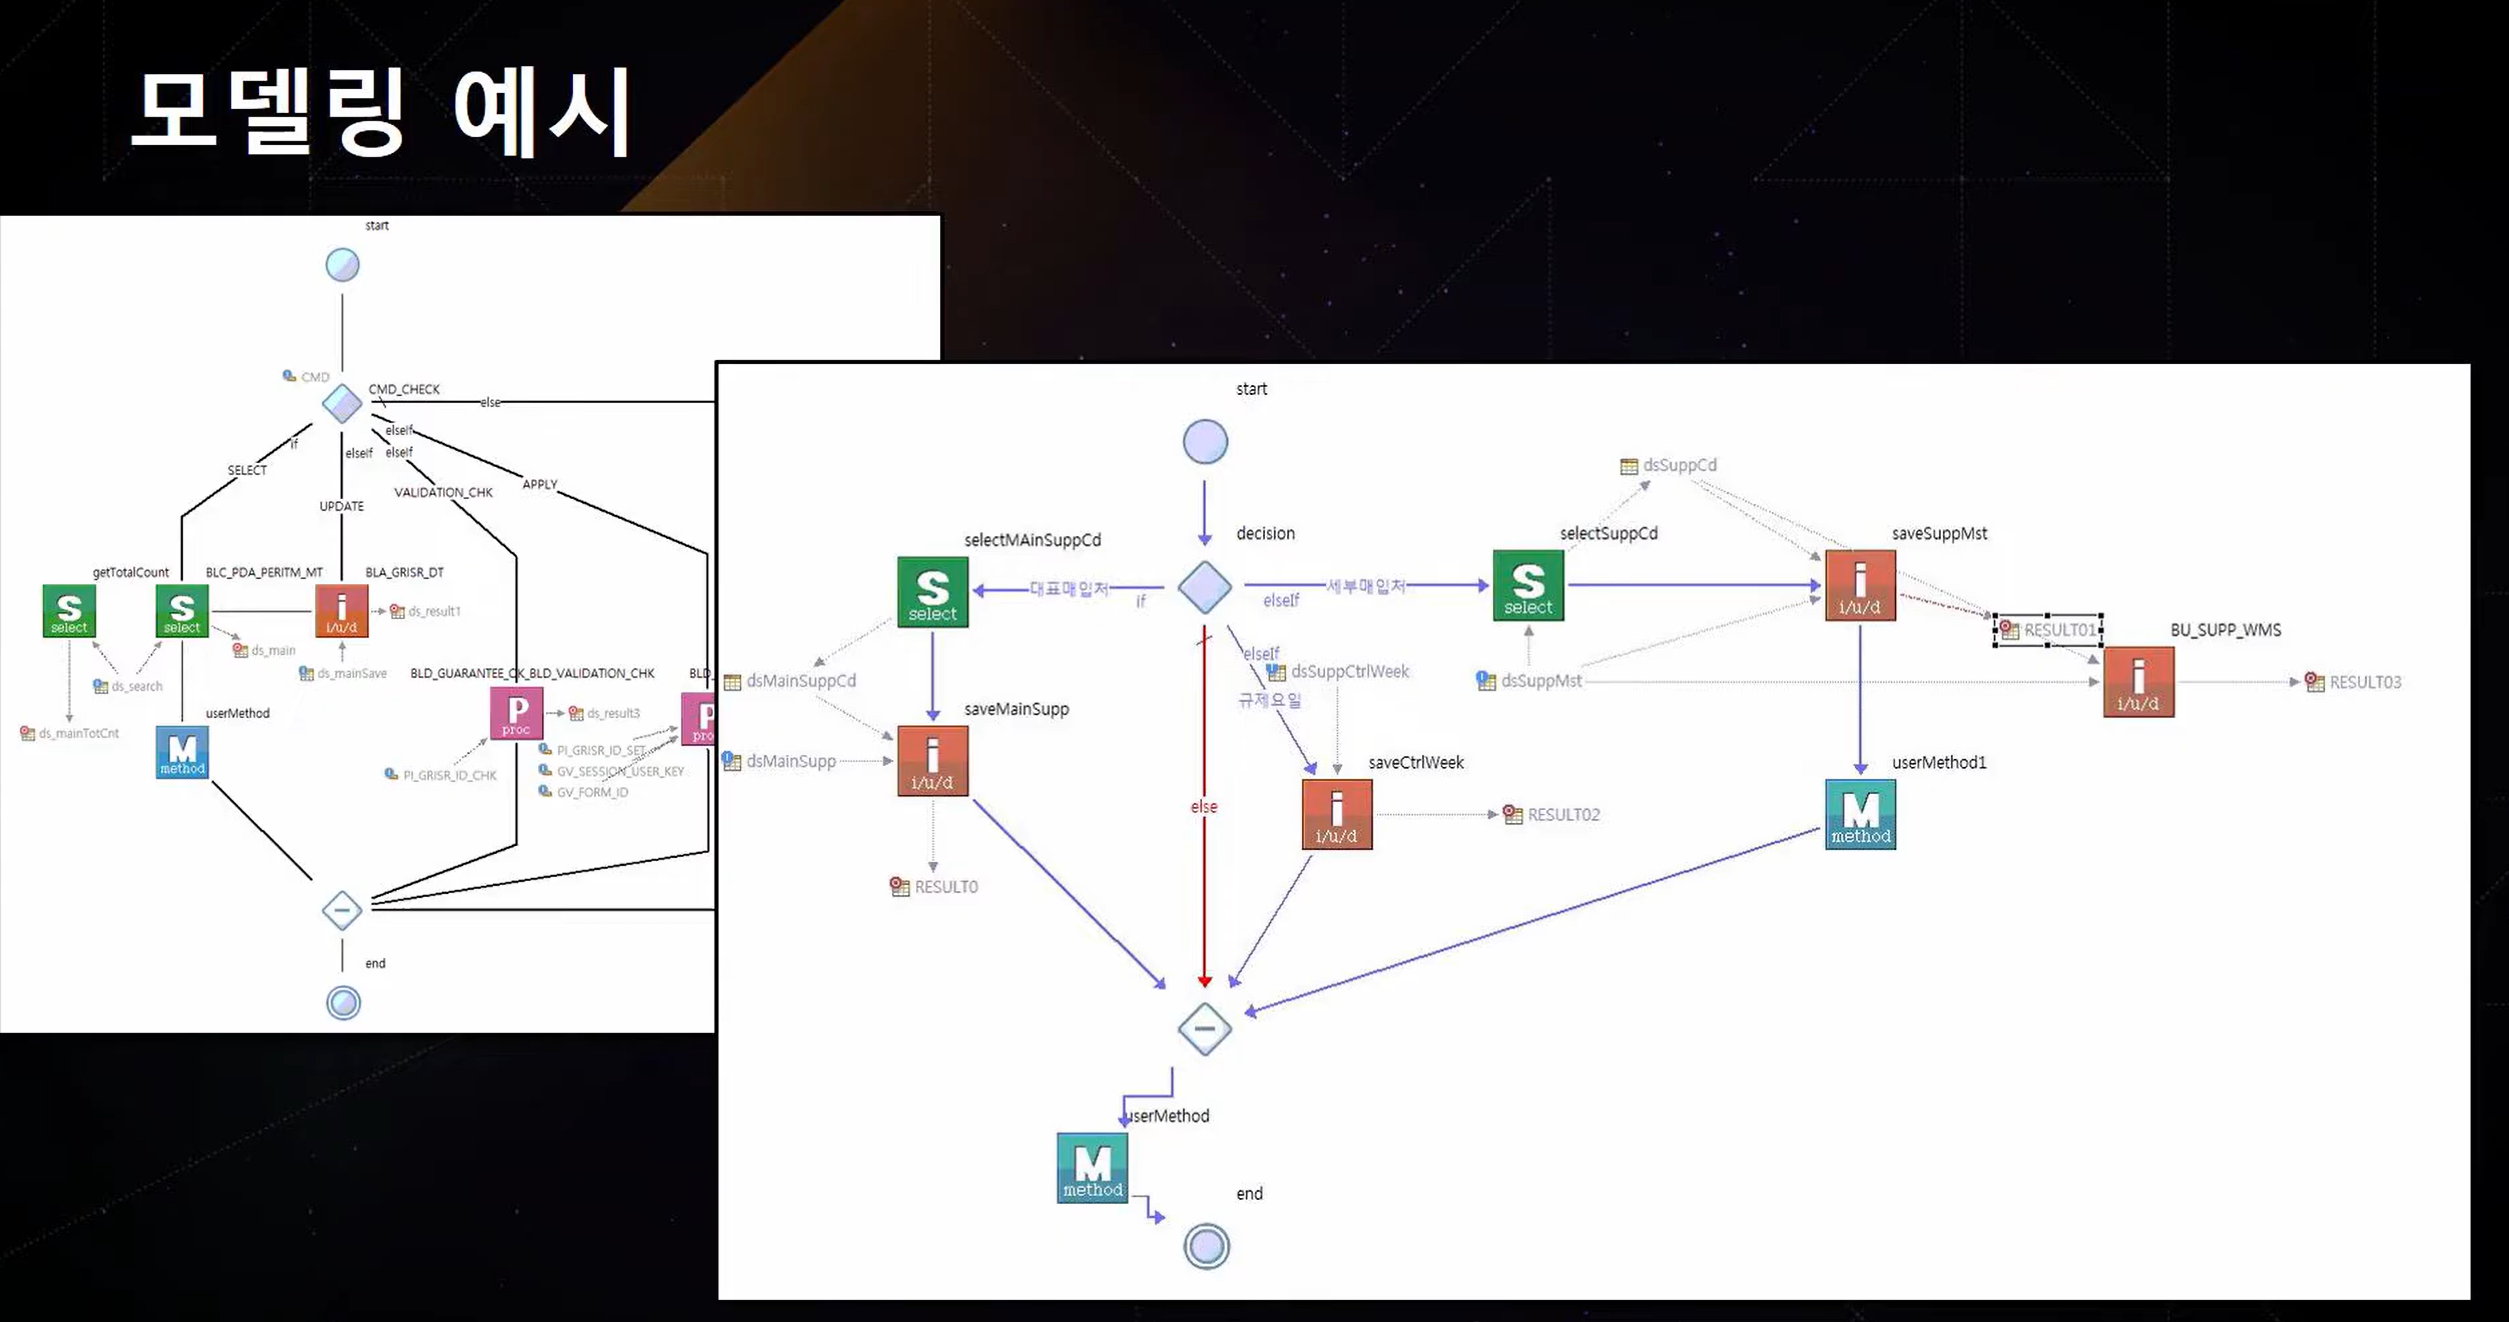 모델링 예시
start
CMD
CMD_CHECK
else
if
elseif
elseif
elseif
SELECT
UPDATE
VALIDATION_CHK
APPLY
getTotalCount
BLC_PDA_PERITM_MT
BLA_GRISR_DT
S
select
S
select
i
i/u/d
ds_result1
ds_main
ds_search
ds_mainSave
BLD_GUARANTEE_CK_BLD_VALIDATION_CHK
BLD_
userMethod
ds_mainTotCnt
M
method
P
proc
ds_result3
P
pro
PI_GRISR_ID_CHK
PI_GRISR_ID_SET
GV_SESSION_USER_KEY
GV_FORM_ID
end
start
decision
selectMAinSuppCd
S
select
대표매입처
if
세부매입처
elseIf
selectSuppCd
S
select
dsSuppCd
saveSuppMst
i
i/u/d
RESULT01
BU_SUPP_WMS
i
i/u/d
RESULT03
dsSuppMst
elseIf
dsSuppCtrlWeek
규제요일
dsMainSuppCd
saveMainSupp
i
i/u/d
dsMainSupp
RESULT0
else
saveCtrlWeek
i
i/u/d
RESULT02
userMethod1
M
method
userMethod
M
method
end